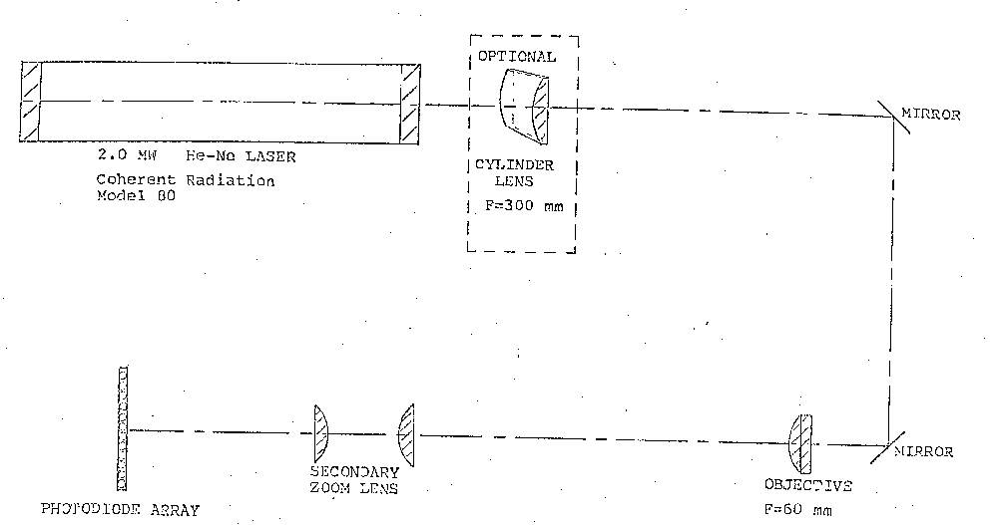 OPTIONAL
MIRROR
2.0 MW He-No LASER
Coherent Radiation
Model 80
CYLINDER
LENS
F=300 mm
MIRROR
SECONDARY
ZOOM LENS
OBJECTIVE
F=60 mm
PHOTODIODE ARRAY